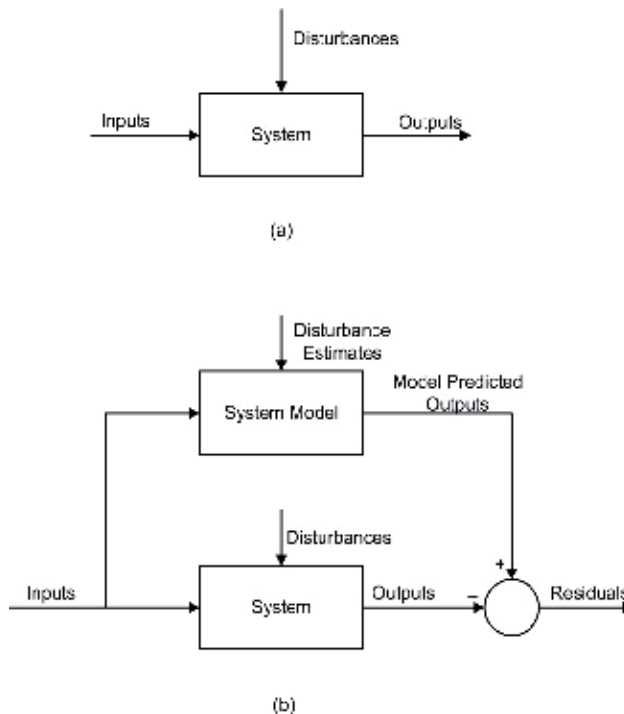 Disturbances
Inputs
System
Outputs
(a)
Disturbance
Estimates
System Model
Model Predicted
Outputs
Disturbances
+
Inputs
System
Outputs
−
Residuals
(b)